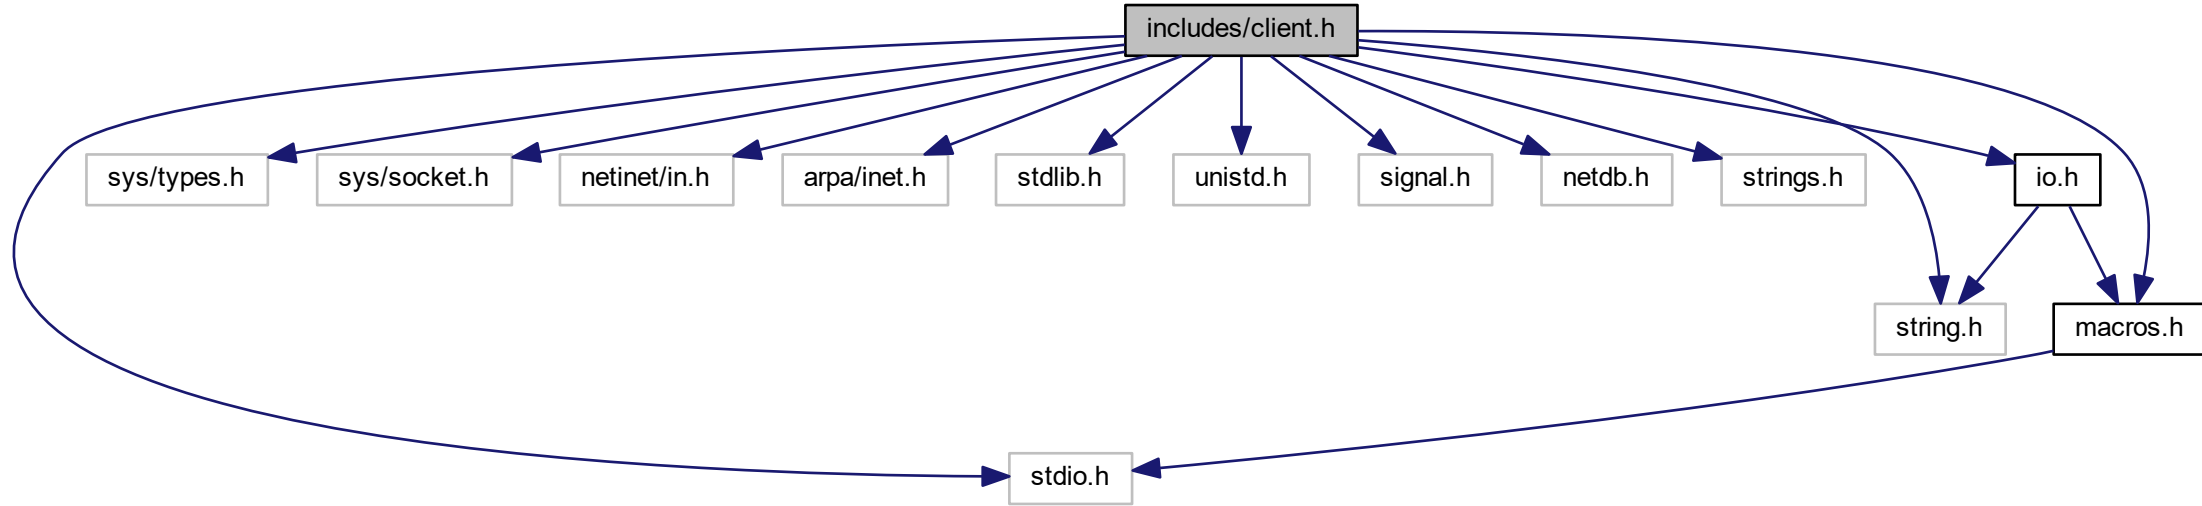 includes/client.h
sys/types.h
sys/socket.h
netinet/in.h
arpa/inet.h
stdlib.h
unistd.h
signal.h
netdb.h
strings.h
io.h
string.h
macros.h
stdio.h